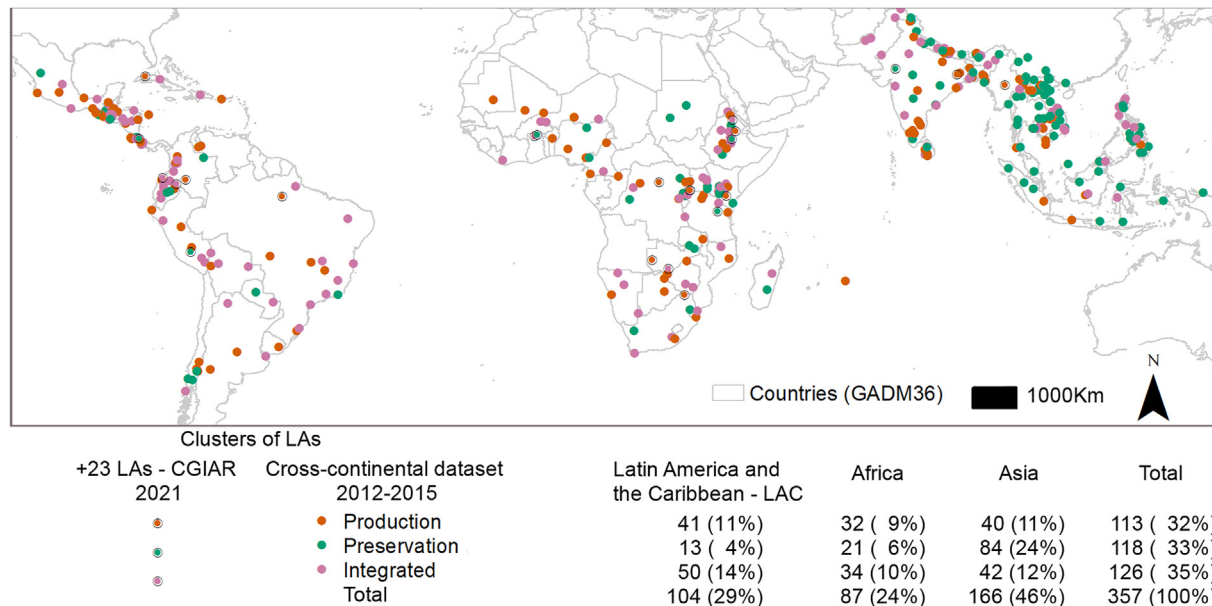 N
Countries (GADM36) 1000Km
Clusters of LAs
+23 LAs - CGIAR Cross-continental dataset Latin America and Africa Asia Total
2021 2012-2015 the Caribbean - LAC
Production 41 (11%) 32 ( 9%) 40 (11%) 113 ( 32%)
Preservation 13 ( 4%) 21 ( 6%) 84 (24%) 118 ( 33%)
Integrated 50 (14%) 34 (10%) 42 (12%) 126 ( 35%)
Total 104 (29%) 87 (24%) 166 (46%) 357 (100%)